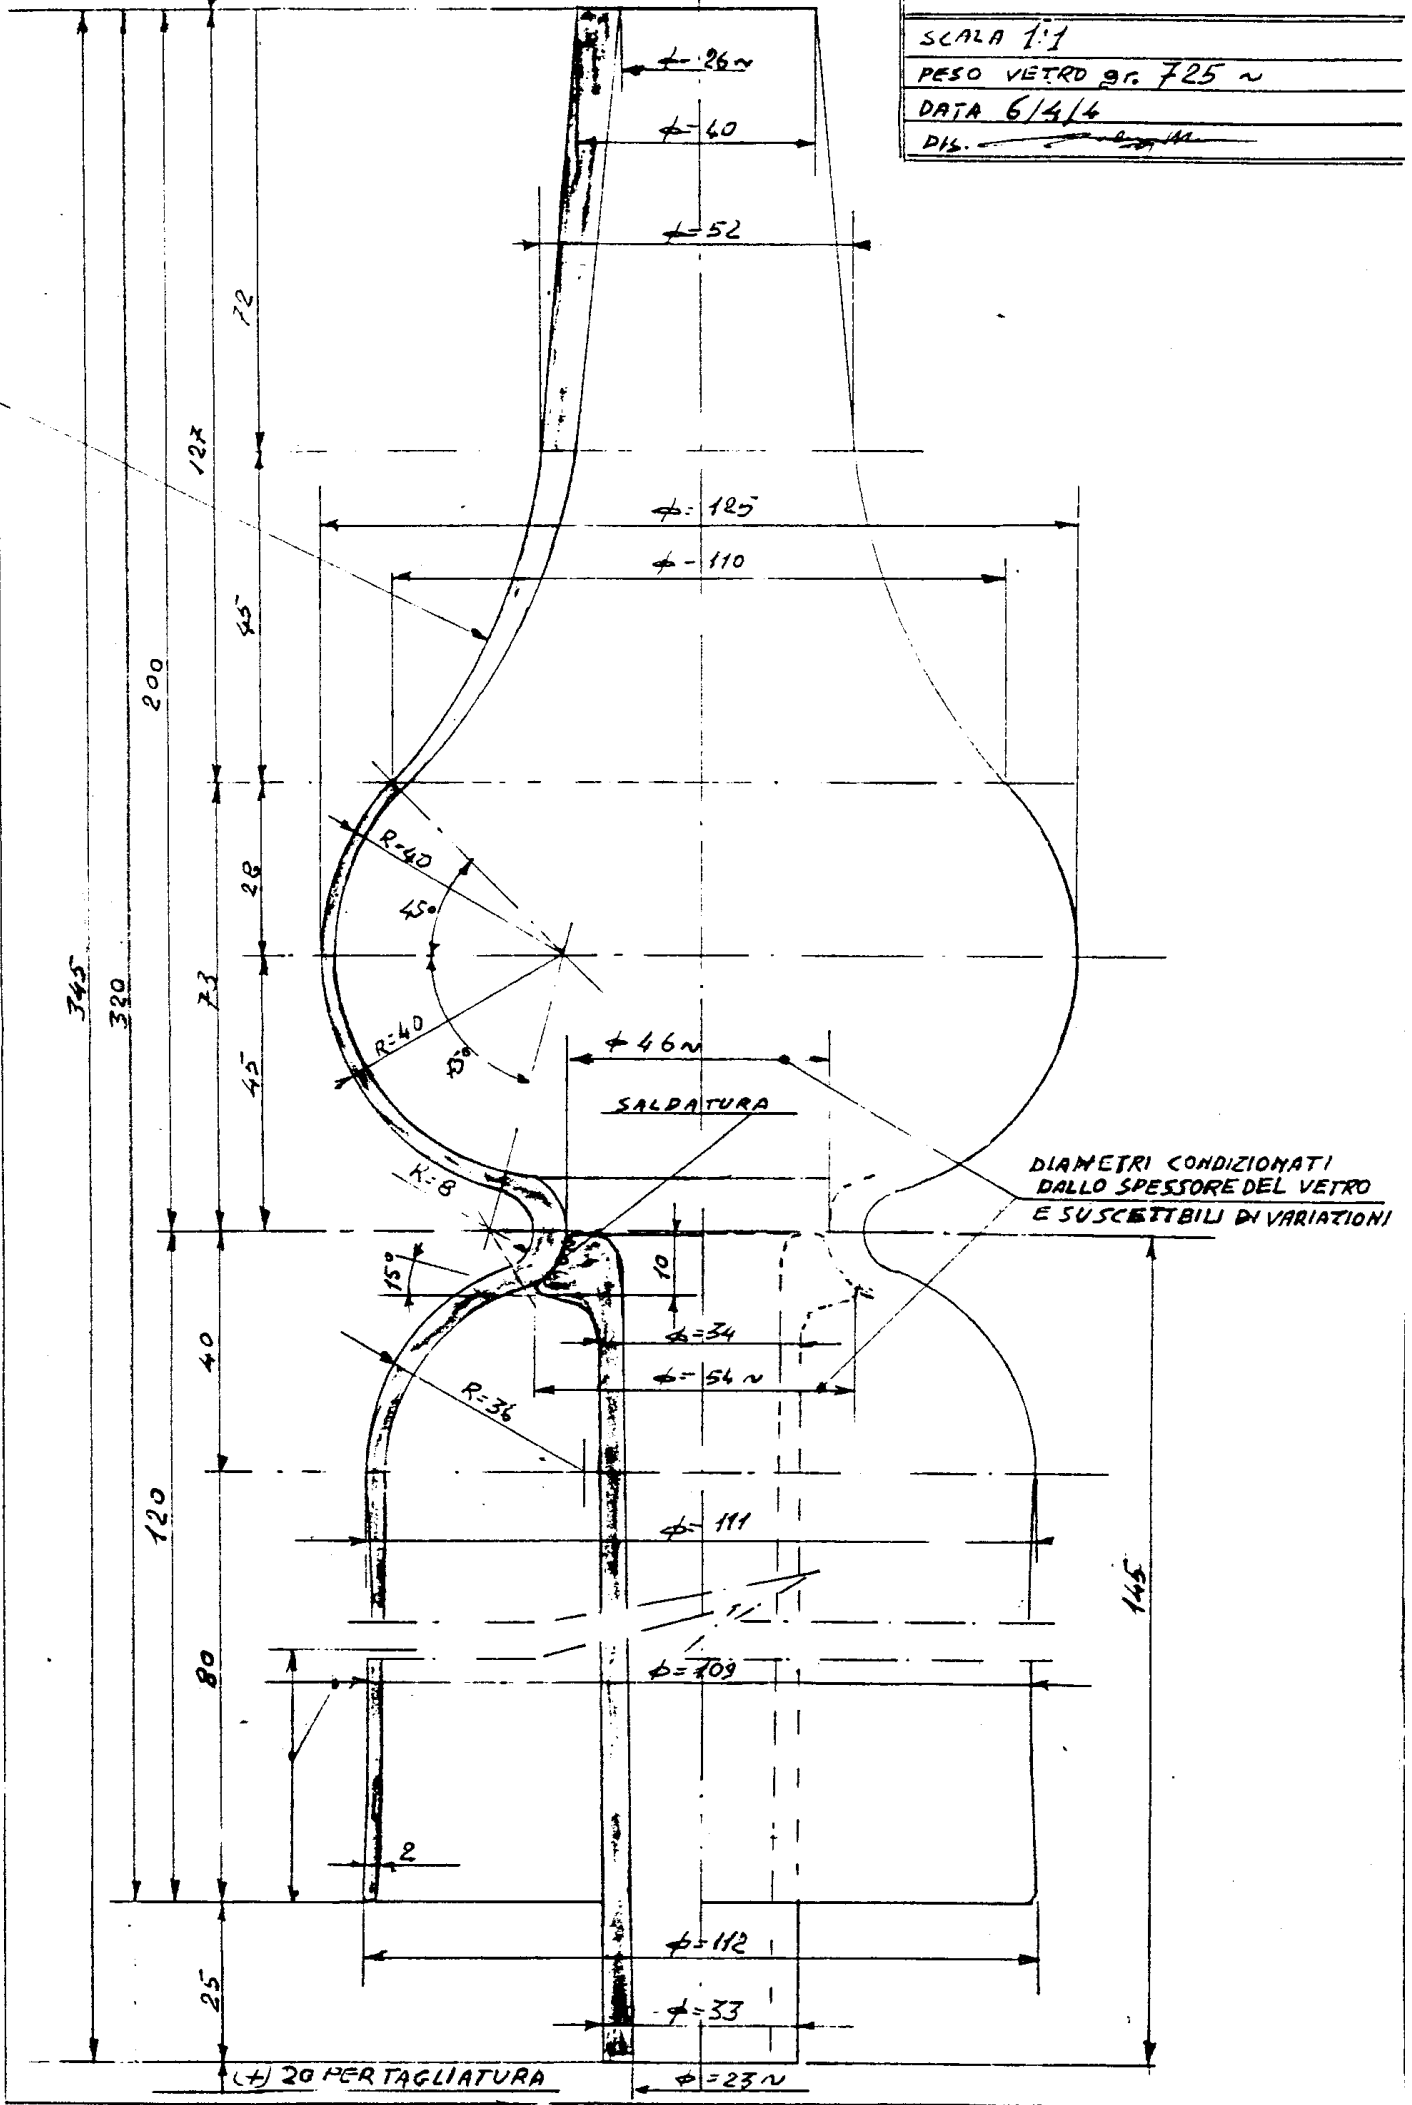 SCALA 1:1
PESO VETRO gr. 725 ~
DATA 6/4/4
DIS.
ϕ-26~
ϕ=40
ϕ=52
72
127
ϕ=125
ϕ-110
45
200
R=40
28
45°
345
320
73
R=40
75°
45
ϕ 46~
SALDATURA
R=8
DIAMETRI CONDIZIONATI
DALLO SPESSORE DEL VETRO
E SUSCETTIBILI DI VARIAZIONI
15°
10
40
ϕ=34
ϕ=54~
R=36
120
ϕ=111
145
80
ϕ=109
2
ϕ=112
25
ϕ=33
(+) 20 PER TAGLIATURA
ϕ=23~